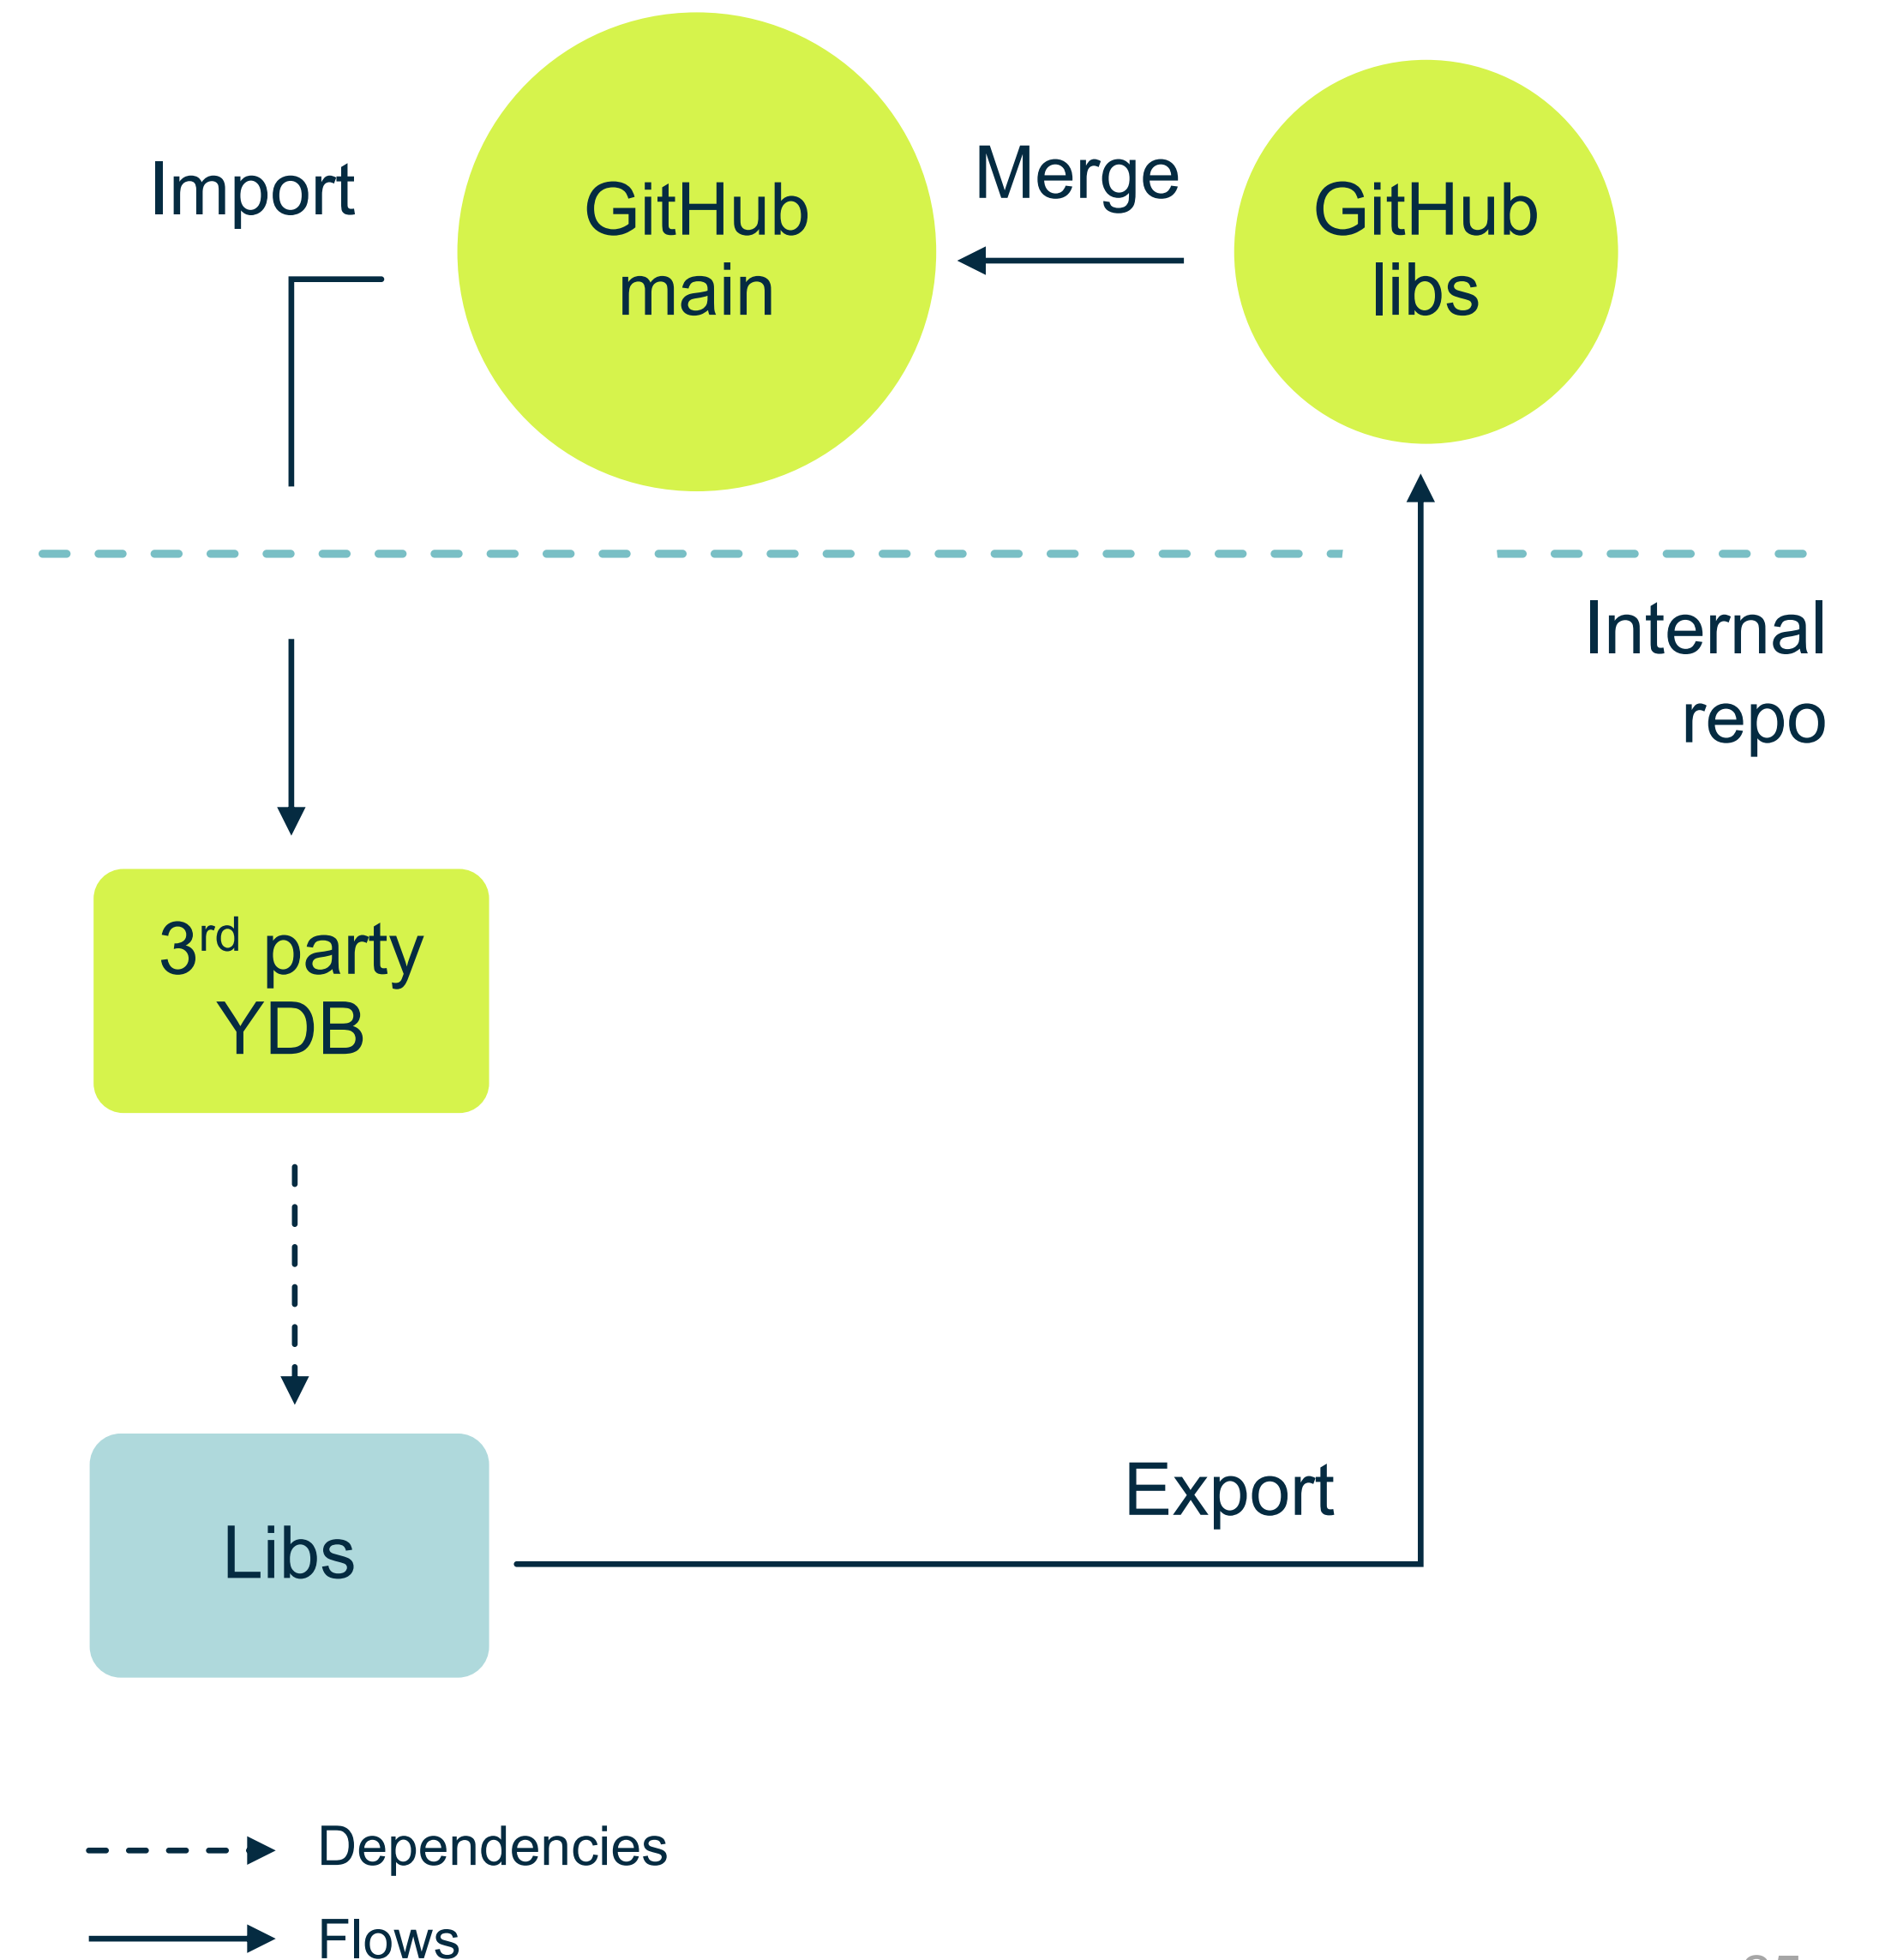 Import
GitHub
main
Merge
GitHub
libs
Internal
repo
3rd party
YDB
Libs
Export
Dependencies
Flows